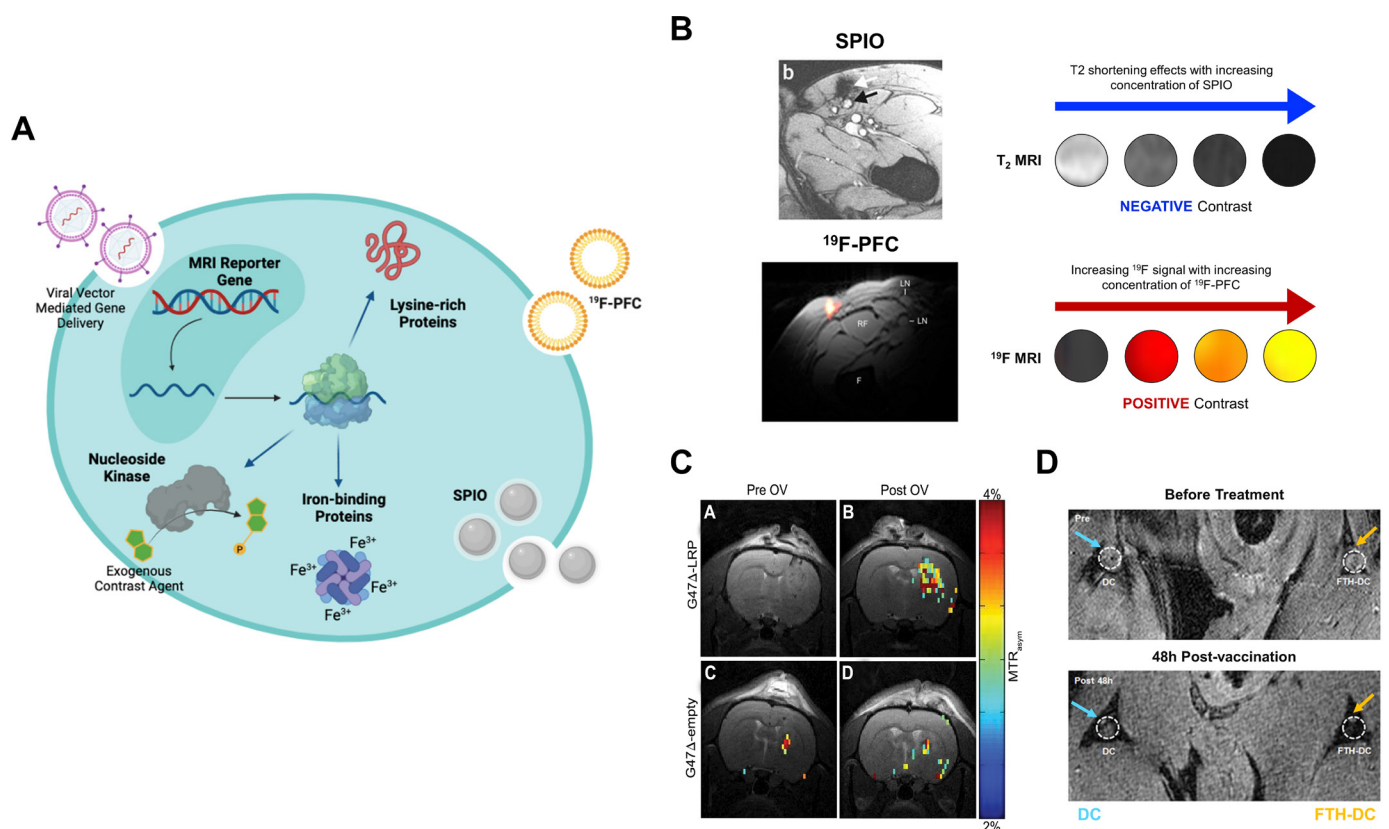 A
Viral Vector
Mediated Gene
Delivery
MRI Reporter
Gene
Lysine-rich
Proteins
¹⁹F-PFC
Nucleoside
Kinase
P
Exogenous
Contrast Agent
Iron-binding
Proteins
Fe³⁺
Fe³⁺
Fe³⁺
Fe³⁺
SPIO
B
SPIO
b
¹⁹F-PFC
LN
LN
RF
F
T2 shortening effects with increasing
concentration of SPIO
T₂ MRI
NEGATIVE Contrast
Increasing ¹⁹F signal with increasing
concentration of ¹⁹F-PFC
¹⁹F MRI
POSITIVE Contrast
C
Pre OV
Post OV
G47Δ-LRP
A
B
G47Δ-empty
C
D
4%
MTRasym
2%
D
Before Treatment
Pre
DC
FTH-DC
48h Post-vaccination
Post 48h
DC
FTH-DC
DC
FTH-DC